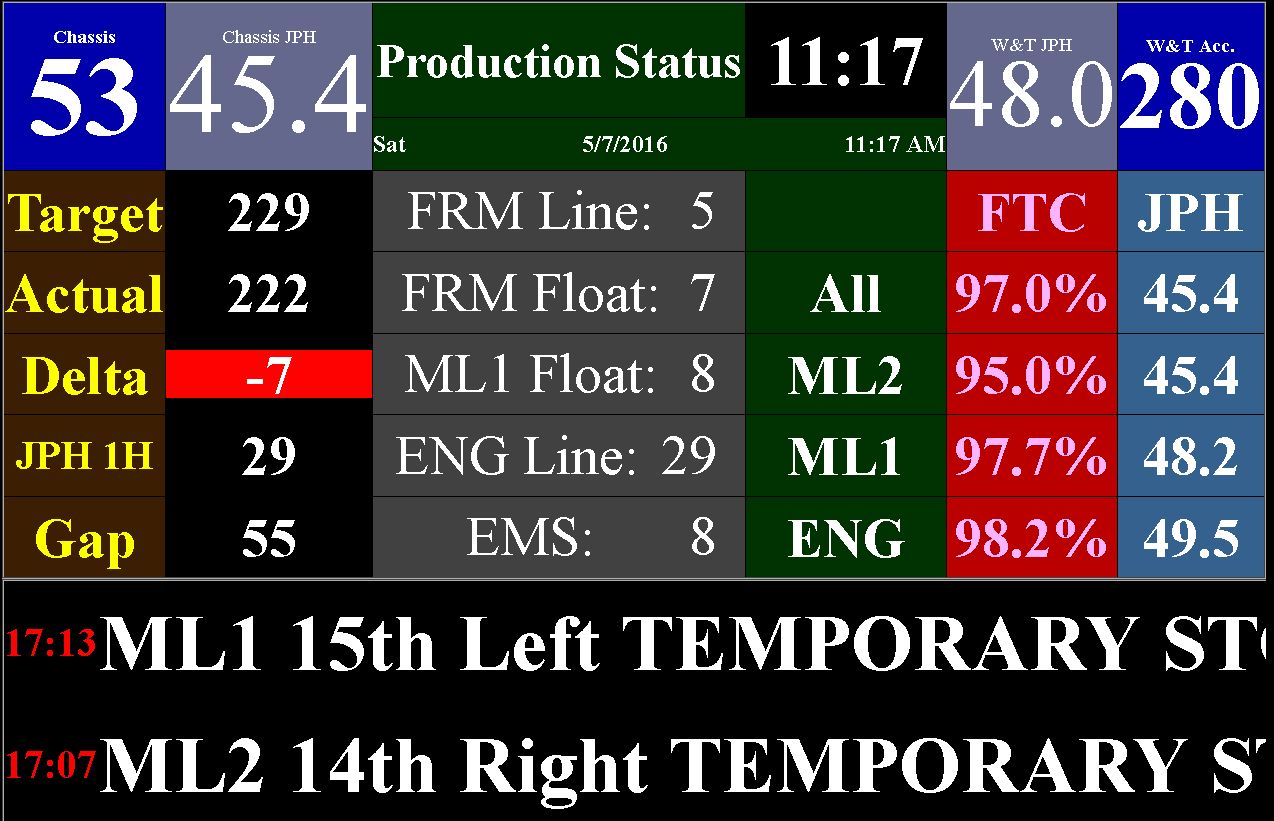 Chassis
53
Chassis JPH
45.4
Production Status
11:17
Sat 5/7/2016 11:17 AM
W&T JPH
48.0
W&T Acc.
280
Target 229 FRM Line: 5 FTC JPH
Actual 222 FRM Float: 7 All 97.0% 45.4
Delta -7 ML1 Float: 8 ML2 95.0% 45.4
JPH 1H 29 ENG Line: 29 ML1 97.7% 48.2
Gap 55 EMS: 8 ENG 98.2% 49.5
17:13 ML1 15th Left TEMPORARY
17:07 ML2 14th Right TEMPORARY